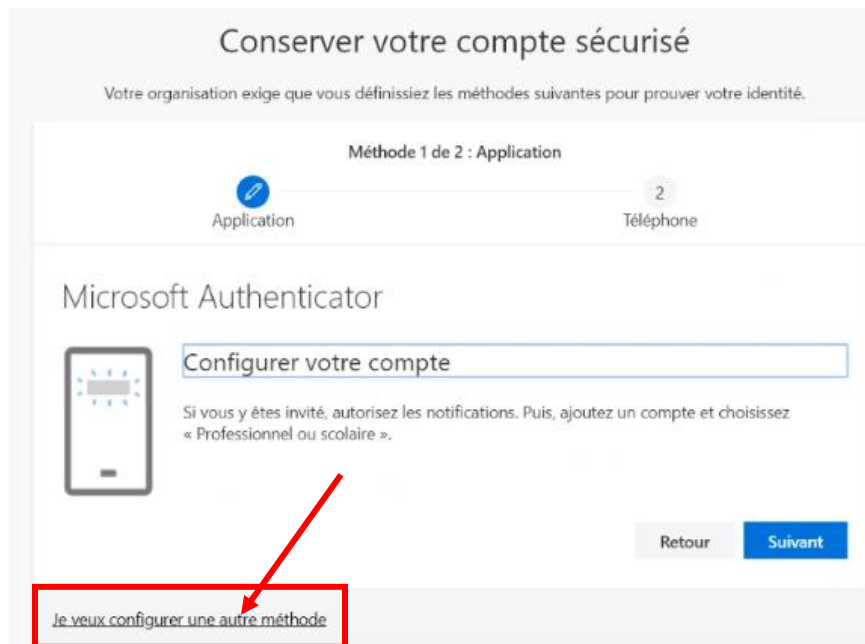 Conserver votre compte sécurisé
Votre organisation exige que vous définissiez les méthodes suivantes pour prouver votre identité.
Méthode 1 de 2 : Application
2
Application
Téléphone
Microsoft Authenticator
Configurer votre compte
Si vous y êtes invité, autorisez les notifications. Puis, ajoutez un compte et choisissez
« Professionnel ou scolaire ».
Retour
Suivant
Je veux configurer une autre méthode